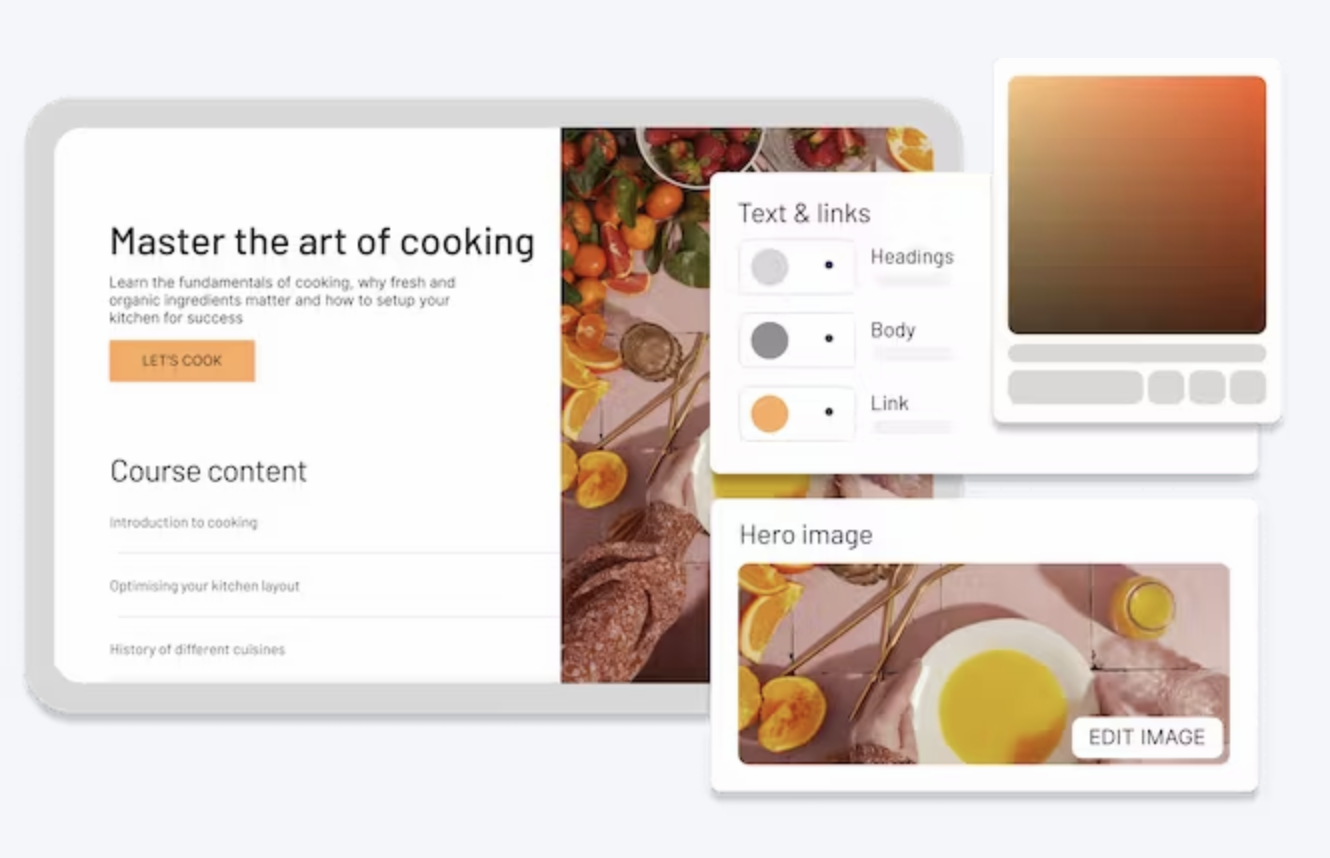 Master the art of cooking
Learn the fundamentals of cooking, why fresh and
organic ingredients matter and how to setup your
kitchen for success
LET'S COOK
Course content
Introduction to cooking
Optimising your kitchen layout
History of different cuisines
Text & links
Headings
Body
Link
Hero image
EDIT IMAGE